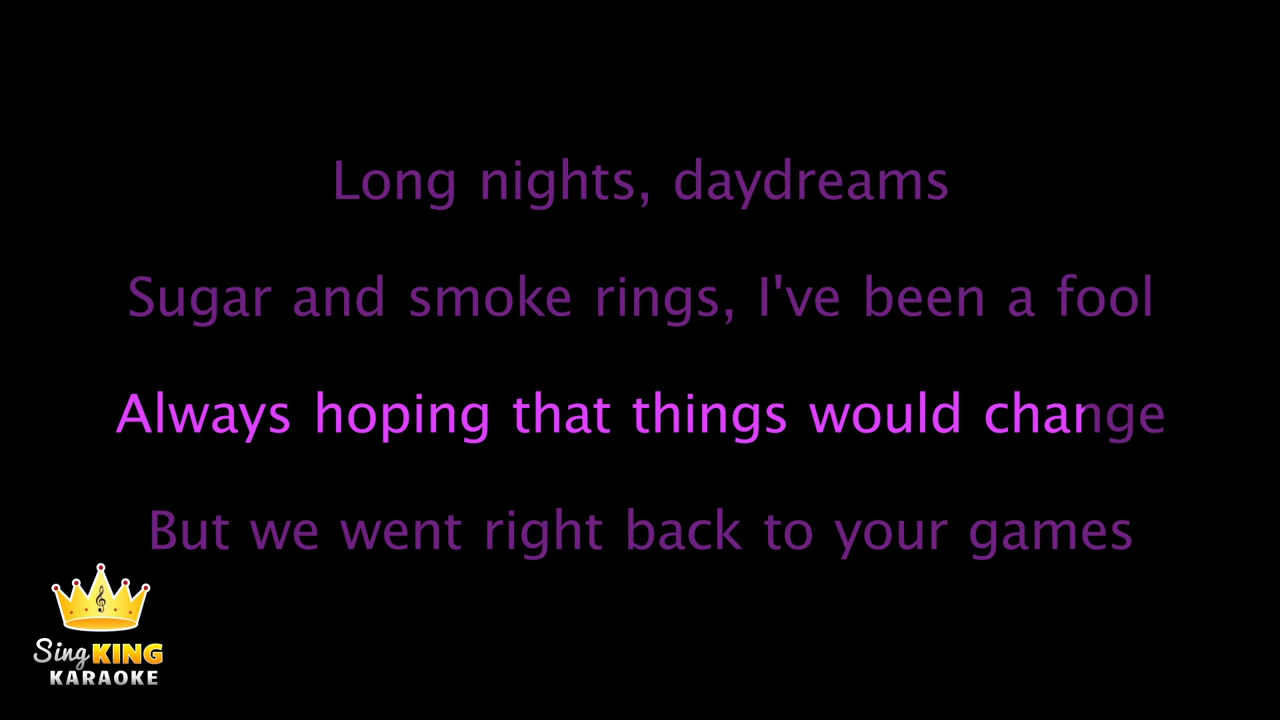 Long nights, daydreams
Sugar and smoke rings, I've been a fool
Always hoping that things would change
But we went right back to your games
Sing KING
KARAOKE